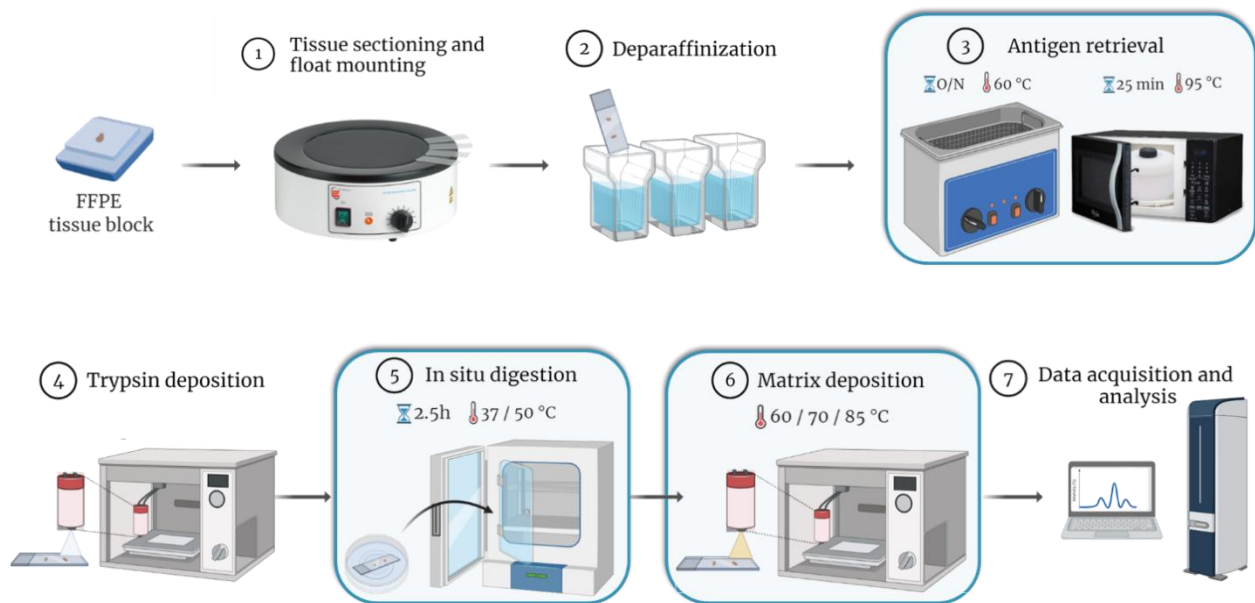 1
Tissue sectioning and
float mounting
2
Deparaffinization
3
Antigen retrieval
O/N
60 °C
25 min
95 °C
FFPE
tissue block
4
Trypsin deposition
5
In situ digestion
2.5h
37 / 50 °C
6
Matrix deposition
60 / 70 / 85 °C
7
Data acquisition and
analysis